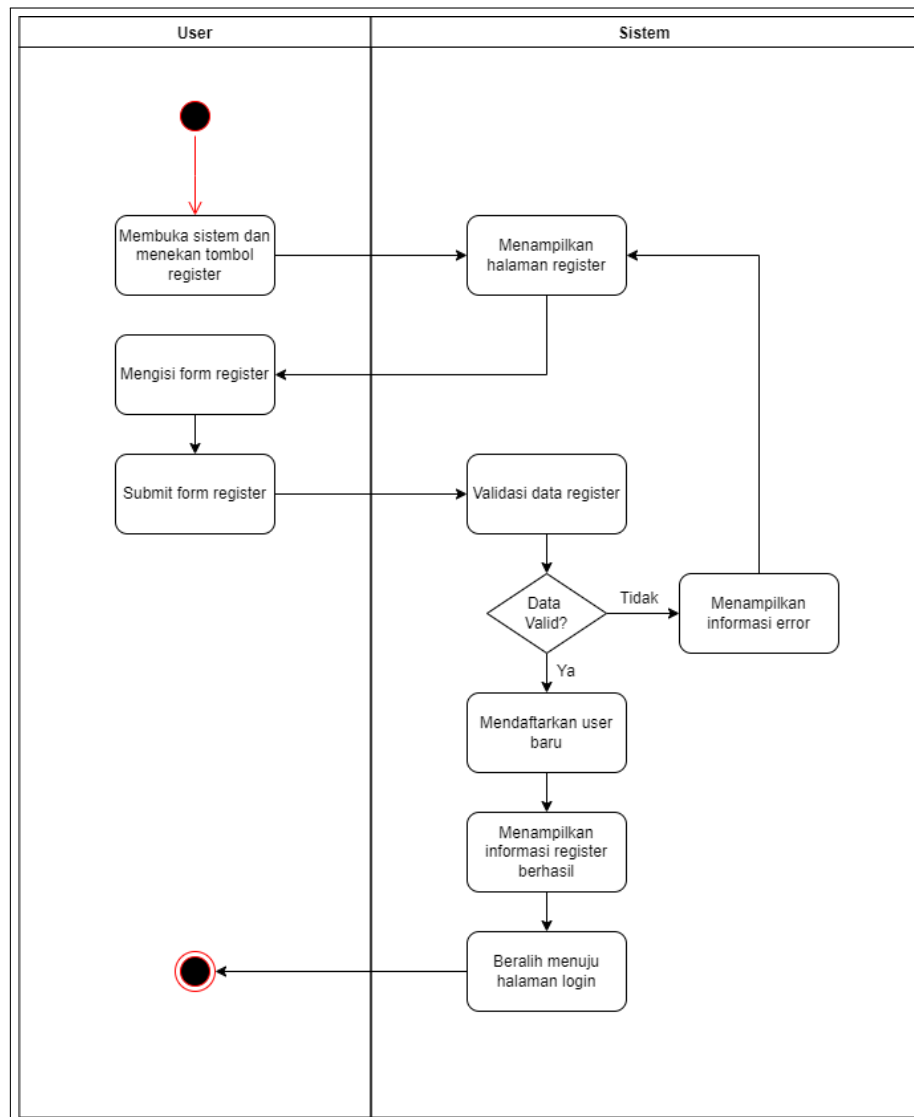 User
Sistem
Membuka sistem dan
menekan tombol
register
Menampilkan
halaman register
Mengisi form register
Submit form register
Validasi data register
Data
Valid?
Tidak
Menampilkan
informasi error
Ya
Mendaftarkan user
baru
Menampilkan
informasi register
berhasil
Beralih menuju
halaman login